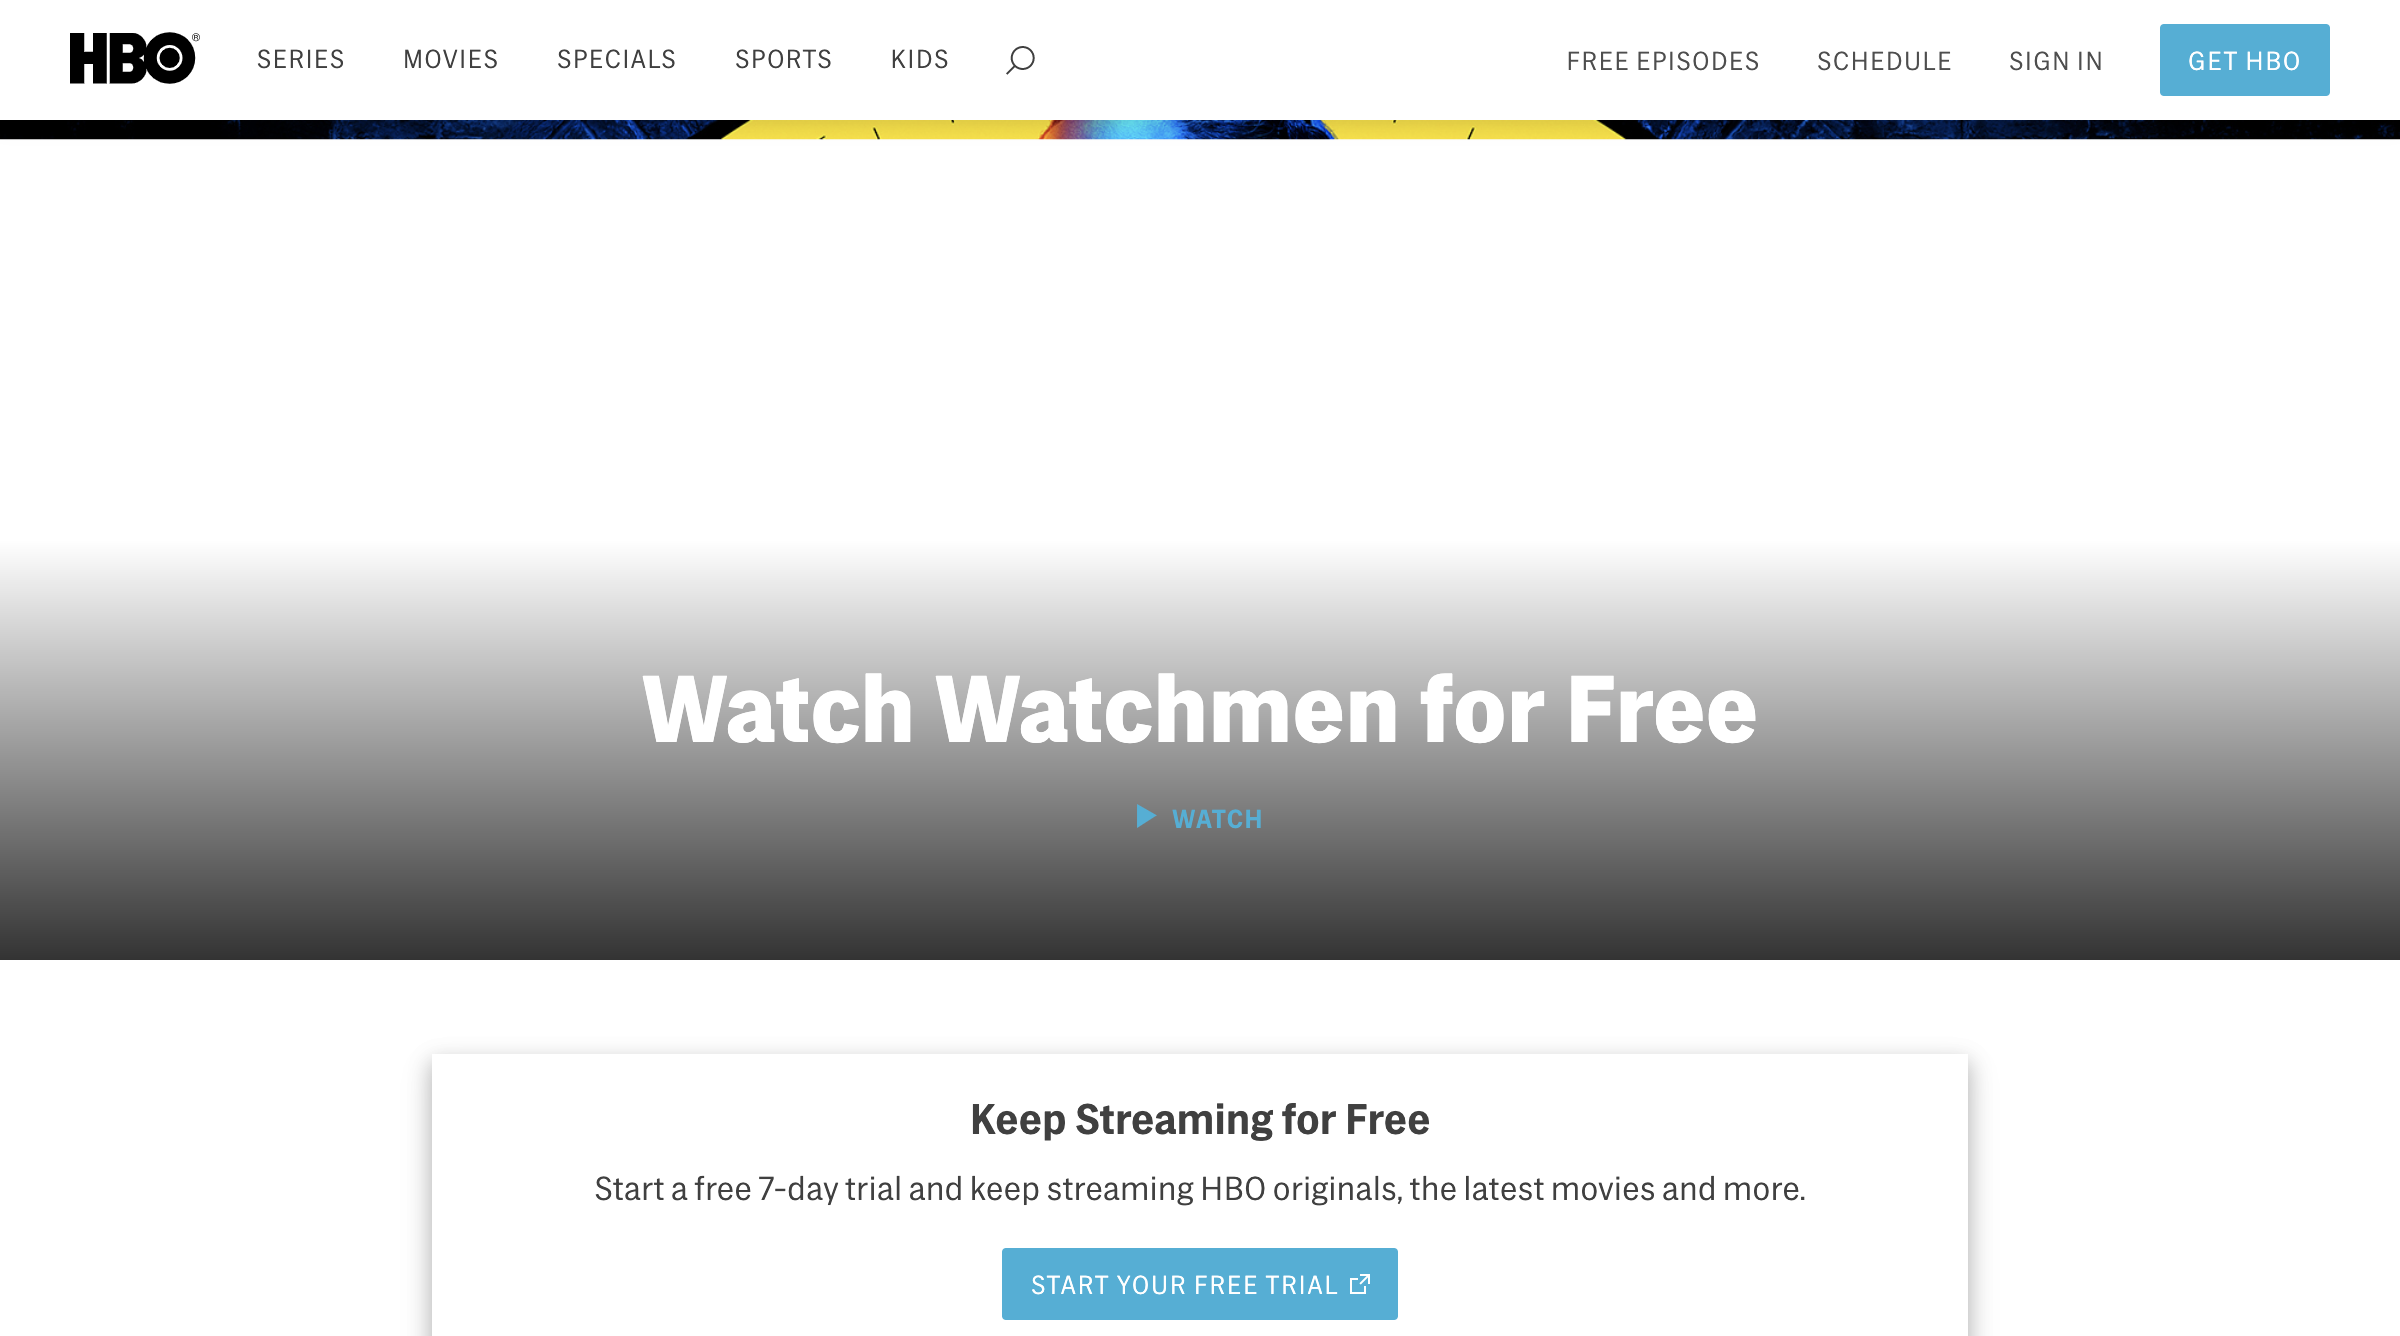 HBO®
SERIES
MOVIES
SPECIALS
SPORTS
KIDS
FREE EPISODES
SCHEDULE
SIGN IN
GET HBO
Watch Watchmen for Free
WATCH
Keep Streaming for Free
Start a free 7-day trial and keep streaming HBO originals, the latest movies and more.
START YOUR FREE TRIAL